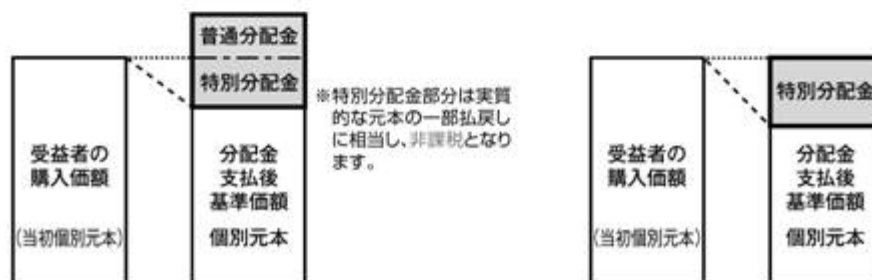 普通分配金
特別分配金
受益者の
購入価額
(当初個別元本)
分配金
支払後
基準価額
個別元本
※特別分配金部分は実質
的な元本の一部払戻し
に相当し、非課税となり
ます。
受益者の
購入価額
(当初個別元本)
特別分配金
分配金
支払後
基準価額
個別元本